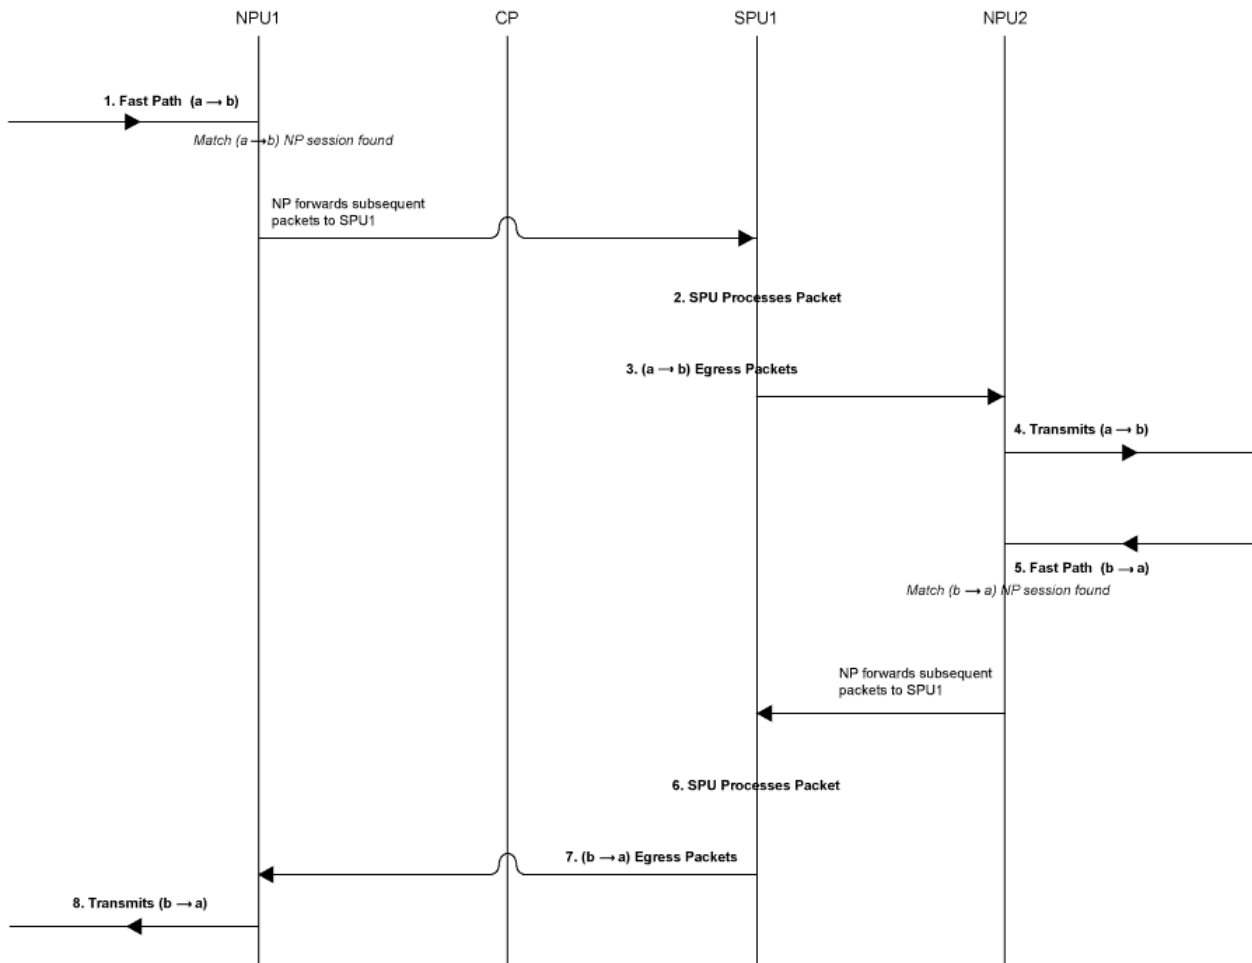 NPU1 CP SPU1 NPU2
1. Fast Path (a → b)
Match (a → b) NP session found
NP forwards subsequent
packets to SPU1
2. SPU Processes Packet
3. (a → b) Egress Packets
4. Transmits (a → b)
5. Fast Path (b → a)
Match (b → a) NP session found
NP forwards subsequent
packets to SPU1
6. SPU Processes Packet
7. (b → a) Egress Packets
8. Transmits (b → a)